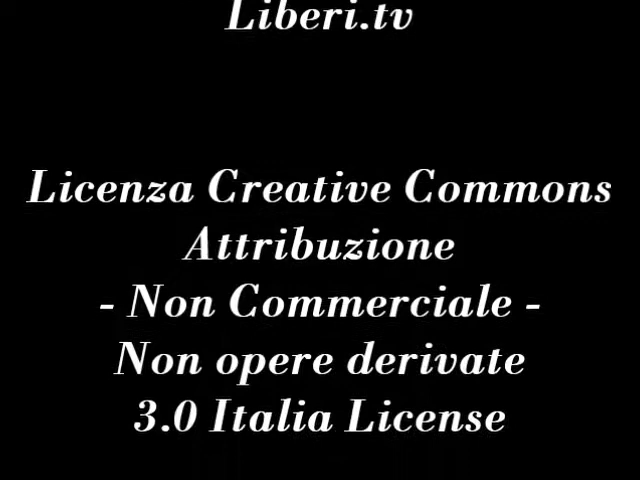 Liberi.tv
Licenza Creative Commons
Attribuzione
- Non Commerciale -
Non opere derivate
3.0 Italia License